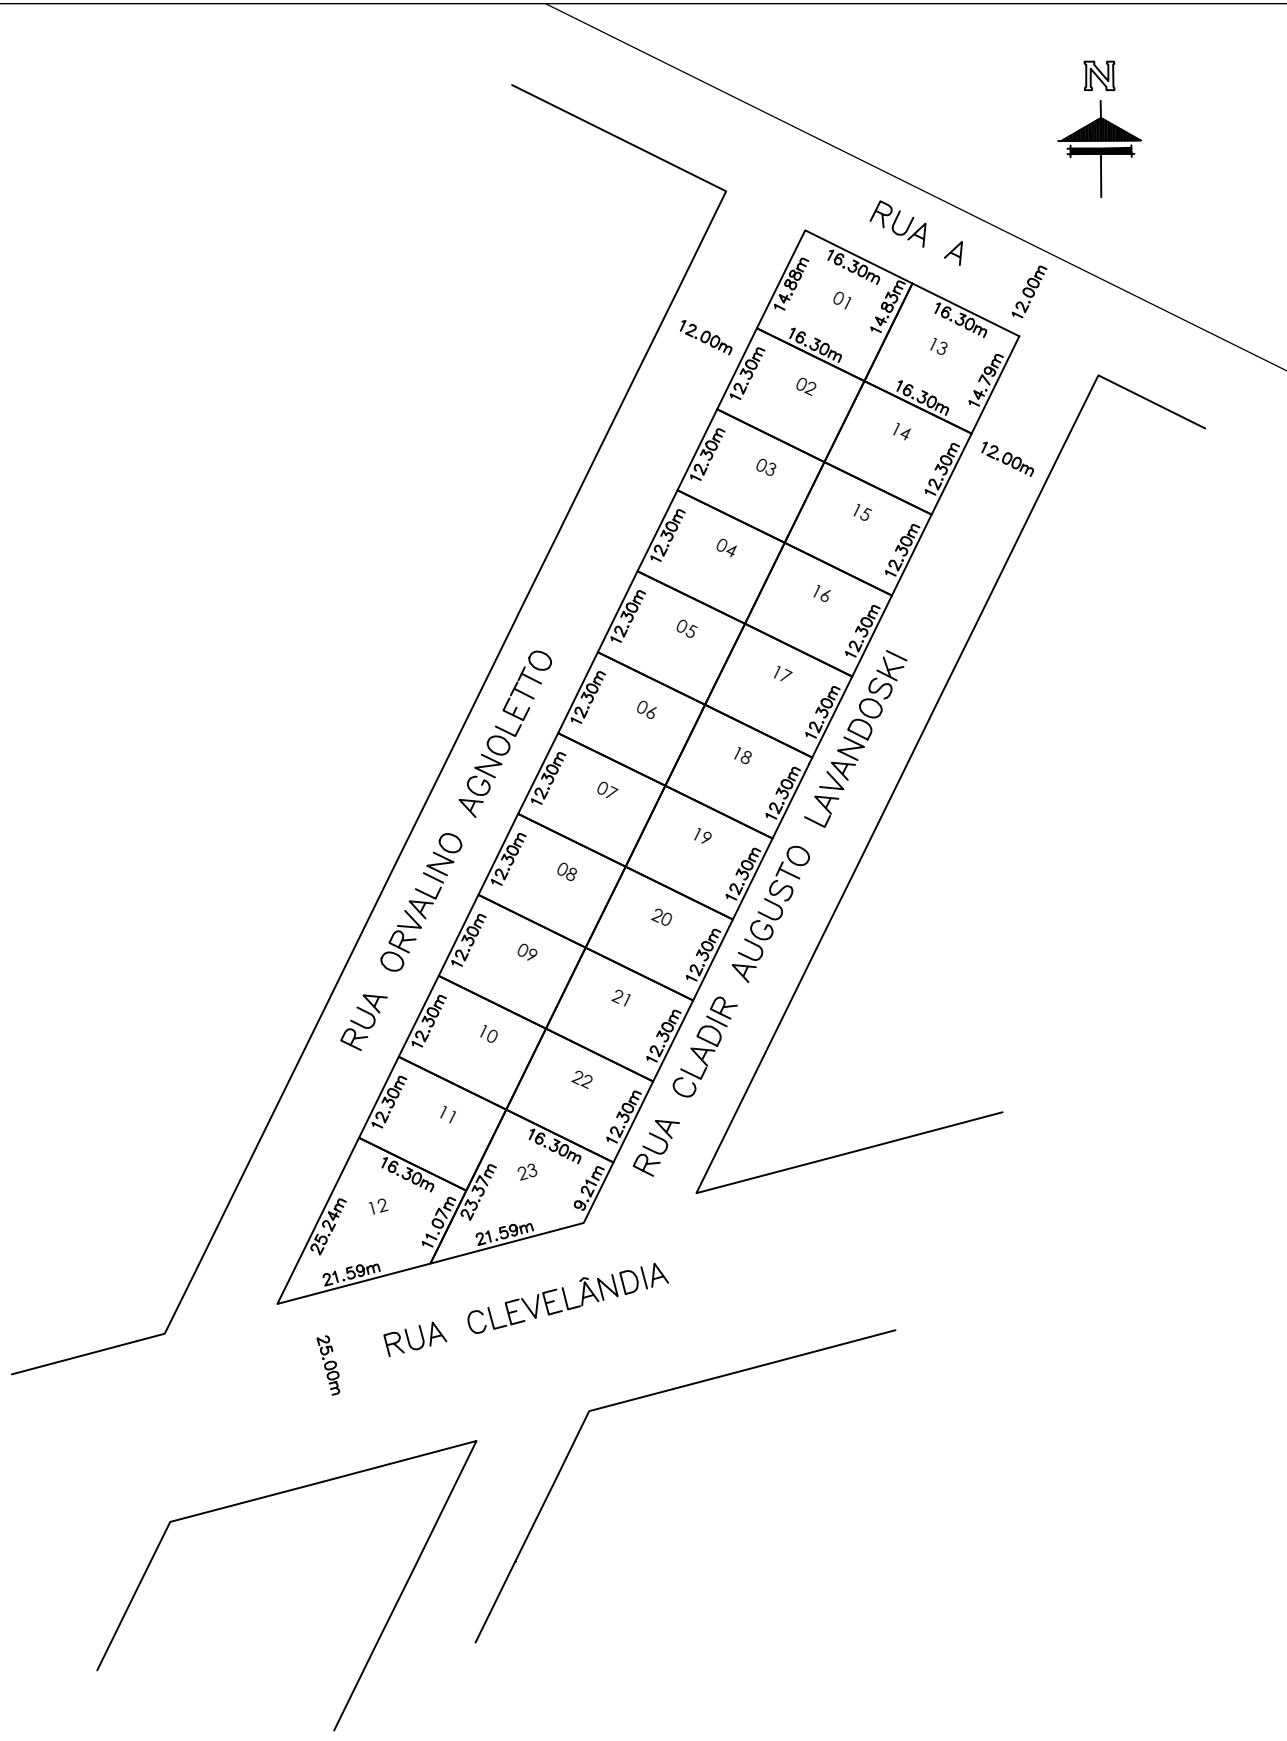 N
RUA A
12.00m
16.30m
14.88m
01
14.83m
16.30m
16.30m
13
14.79m
16.30m
12.00m
12.00m
12.30m
02
14
12.30m
12.30m
03
15
12.30m
12.30m
04
16
12.30m
12.30m
05
17
12.30m
12.30m
06
18
12.30m
12.30m
07
19
12.30m
12.30m
08
20
12.30m
12.30m
09
21
12.30m
12.30m
10
22
12.30m
12.30m
11
16.30m
23
23.37m
9.21m
21.59m
16.30m
12
25.24m
11.07m
21.59m
RUA ORVALINO AGNOLETTO
RUA CLADIR AUGUSTO LAVANDOSKI
RUA CLEVELÂNDIA
25.00m